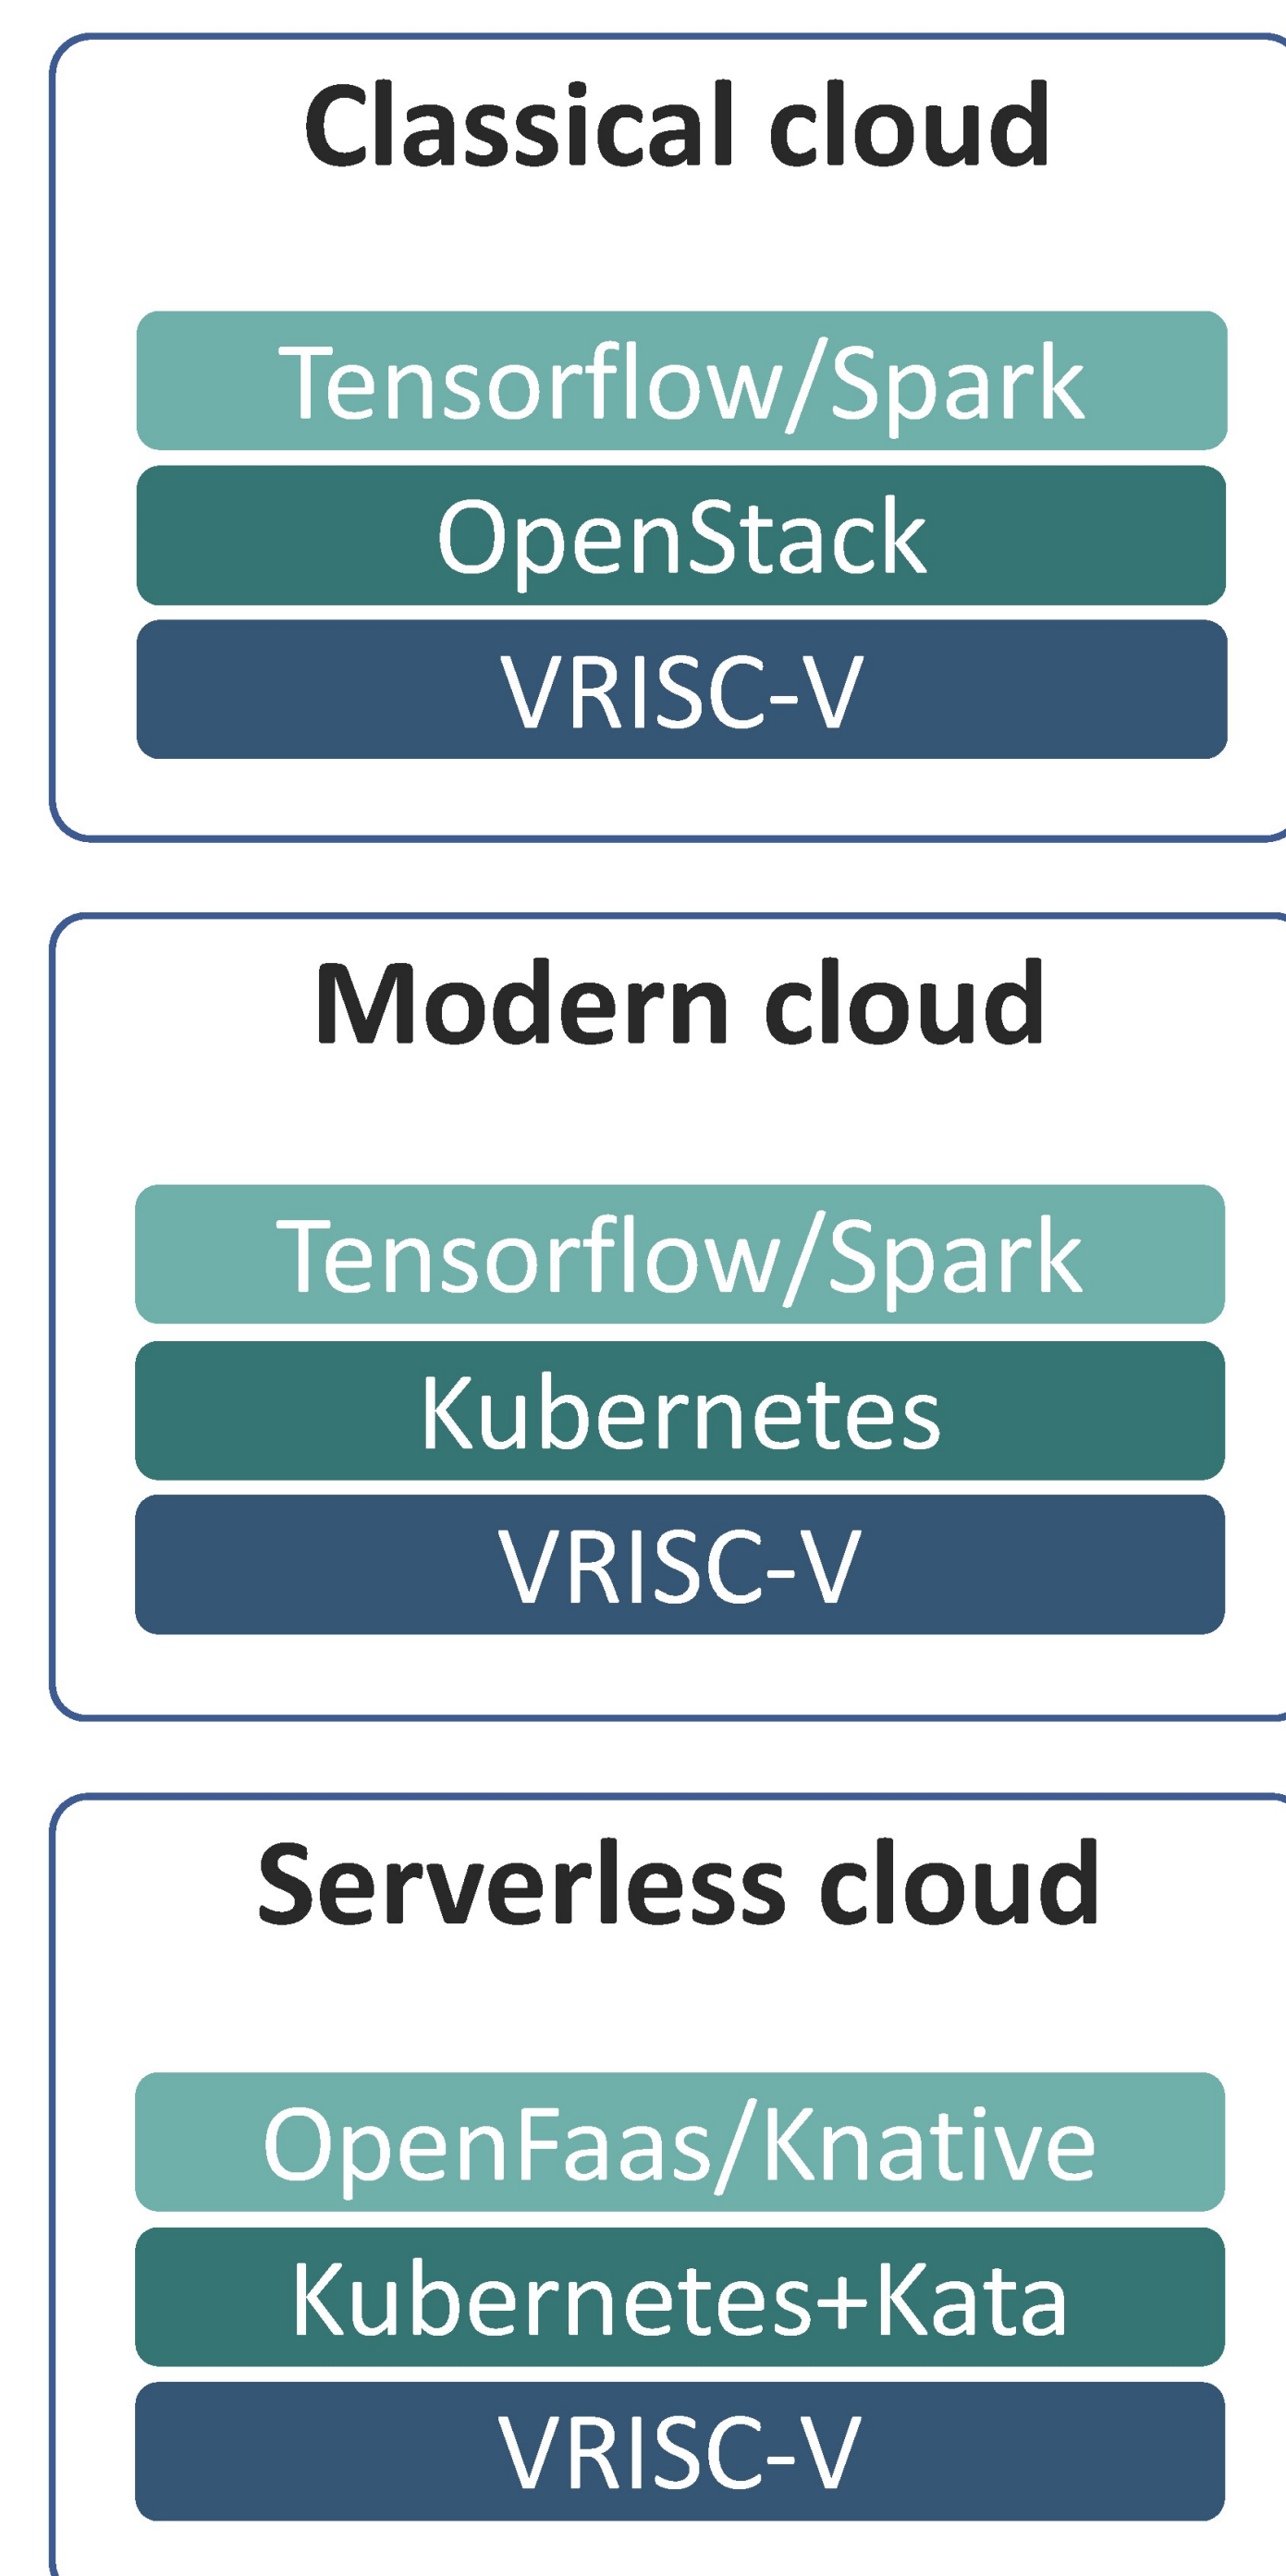 Classical cloud
Tensorflow/Spark
OpenStack
VRISC-V
Modern cloud
Tensorflow/Spark
Kubernetes
VRISC-V
Serverless cloud
OpenFaas/Knative
Kubernetes+Kata
VRISC-V